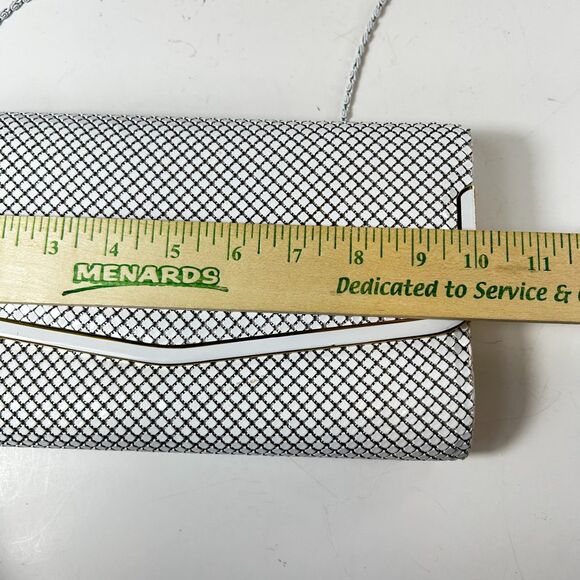 3 4 5 6 7 8 9 10 11
MENARDS
Dedicated to Service &